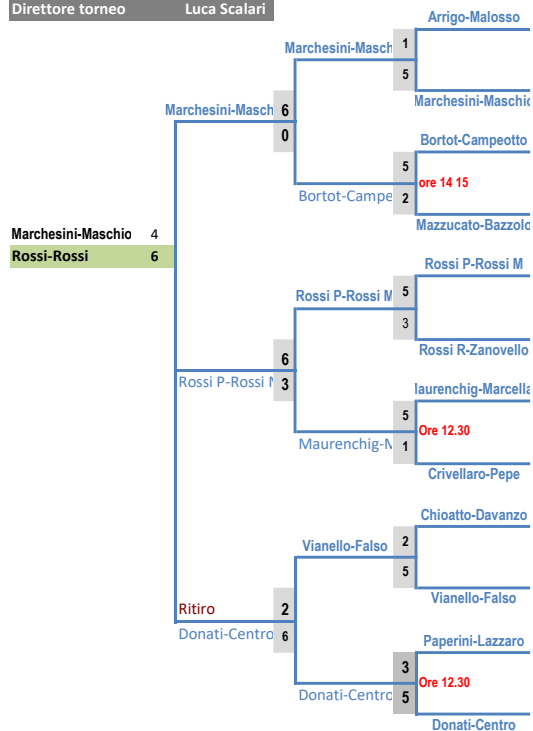 Direttore torneo Luca Scalari
Arrigo-Malosso
Marchesini-Masch 1
5
Marchesini-Maschio
Marchesini-Masch 6
0
Bortot-Campeotto
5
ore 14 15
Bortot-Campe 2
Mazzucato-Bazzolo
Marchesini-Maschio 4
Rossi-Rossi 6
Rossi P-Rossi M
Rossi P-Rossi M 5
3
Rossi R-Zanovello
6
Rossi P-Rossi M 3
Maurenchig-Marcella
5
Ore 12.30
Maurenchig-M 1
Crivellaro-Pepe
Chioatto-Davanzo
Vianello-Falso 2
5
Vianello-Falso
Ritiro 2
Donati-Centro 6
Paperini-Lazzaro
3
Ore 12.30
Donati-Centro 5
Donati-Centro